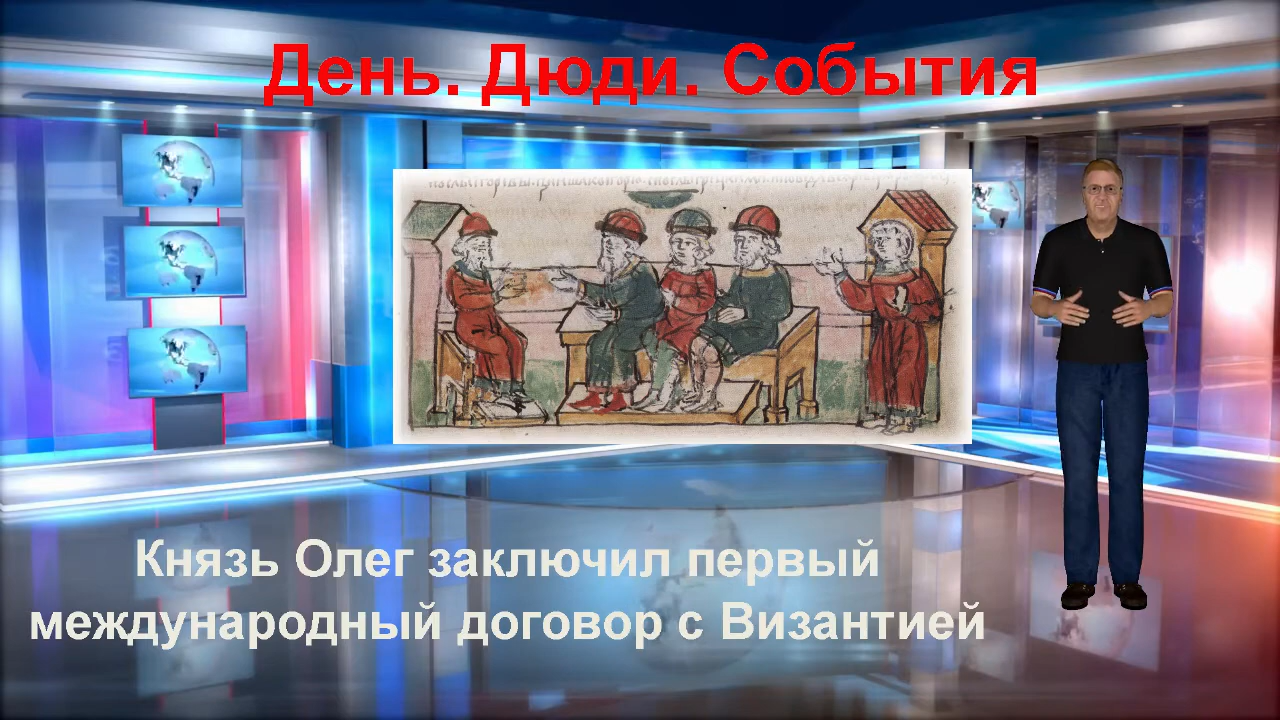 День. Дюди. События
Князь Олег заключил первый
международный договор с Византией